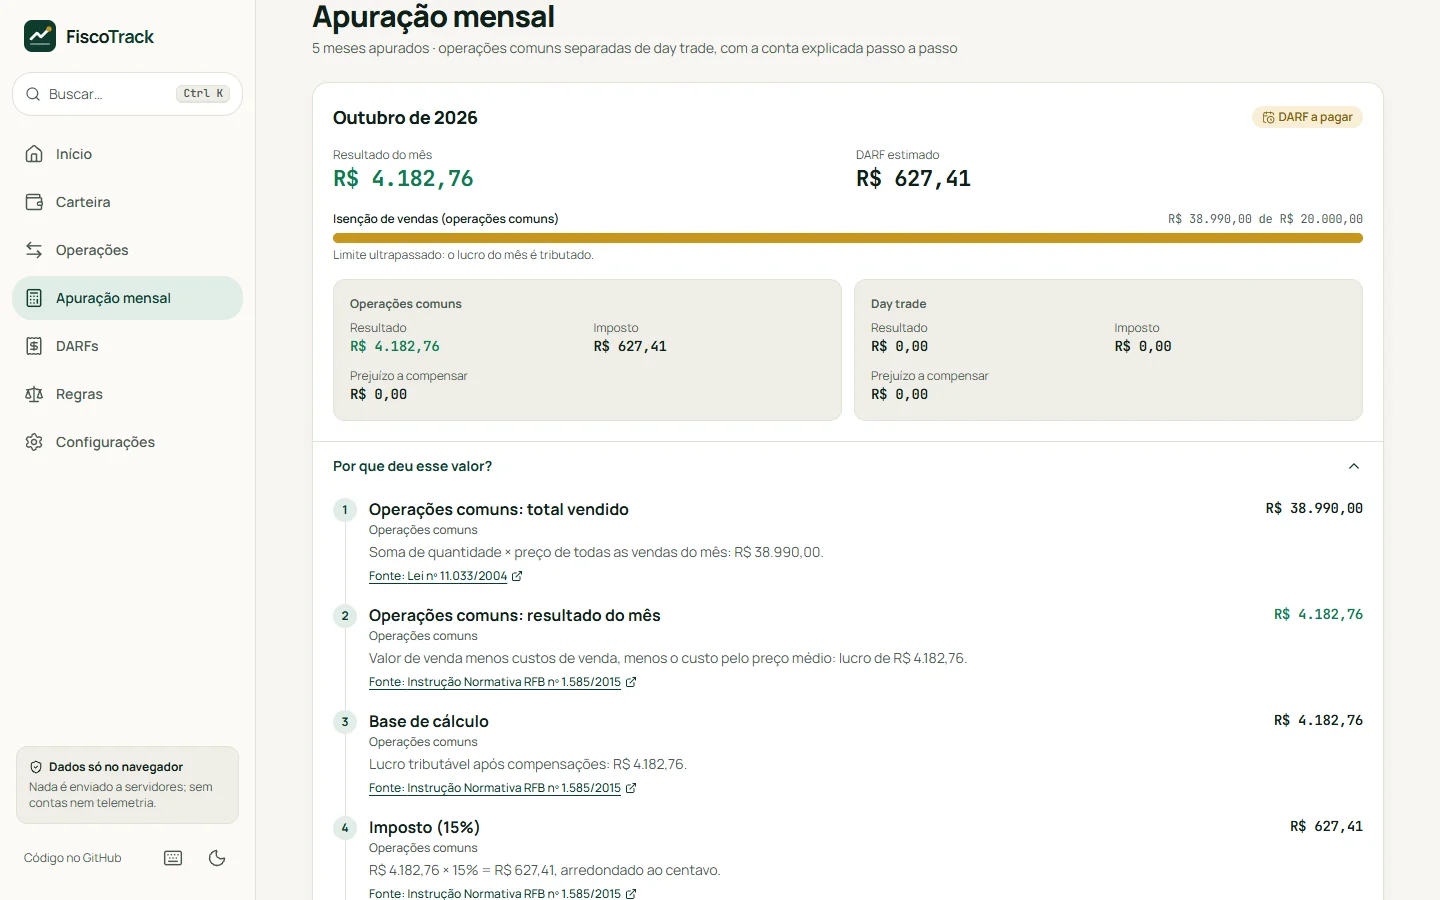 FiscoTrack
Buscar...
Ctrl K
Início
Carteira
Operações
Apuração mensal
DARFs
Regras
Configurações
Dados só no navegador
Nada é enviado a servidores; sem
contas nem telemetria.
Código no GitHub
Apuração mensal
5 meses apurados · operações comuns separadas de day trade, com a conta explicada passo a passo
Outubro de 2026
DARF a pagar
Resultado do mês
R$ 4.182,76
DARF estimado
R$ 627,41
Isenção de vendas (operações comuns)
R$ 38.990,00 de R$ 20.000,00
Limite ultrapassado: o lucro do mês é tributado.
Operações comuns
Resultado
R$ 4.182,76
Imposto
R$ 627,41
Prejuízo a compensar
R$ 0,00
Day trade
Resultado
R$ 0,00
Imposto
R$ 0,00
Prejuízo a compensar
R$ 0,00
Por que deu esse valor?
1
Operações comuns: total vendido
R$ 38.990,00
Operações comuns
Soma de quantidade × preço de todas as vendas do mês: R$ 38.990,00.
Fonte: Lei nº 11.033/2004
2
Operações comuns: resultado do mês
R$ 4.182,76
Operações comuns
Valor de venda menos custos de venda, menos o custo pelo preço médio: lucro de R$ 4.182,76.
Fonte: Instrução Normativa RFB nº 1.585/2015
3
Base de cálculo
R$ 4.182,76
Operações comuns
Lucro tributável após compensações: R$ 4.182,76.
Fonte: Instrução Normativa RFB nº 1.585/2015
4
Imposto (15%)
R$ 627,41
Operações comuns
R$ 4.182,76 × 15% = R$ 627,41, arredondado ao centavo.
Fonte: Instrução Normativa RFB nº 1.585/2015